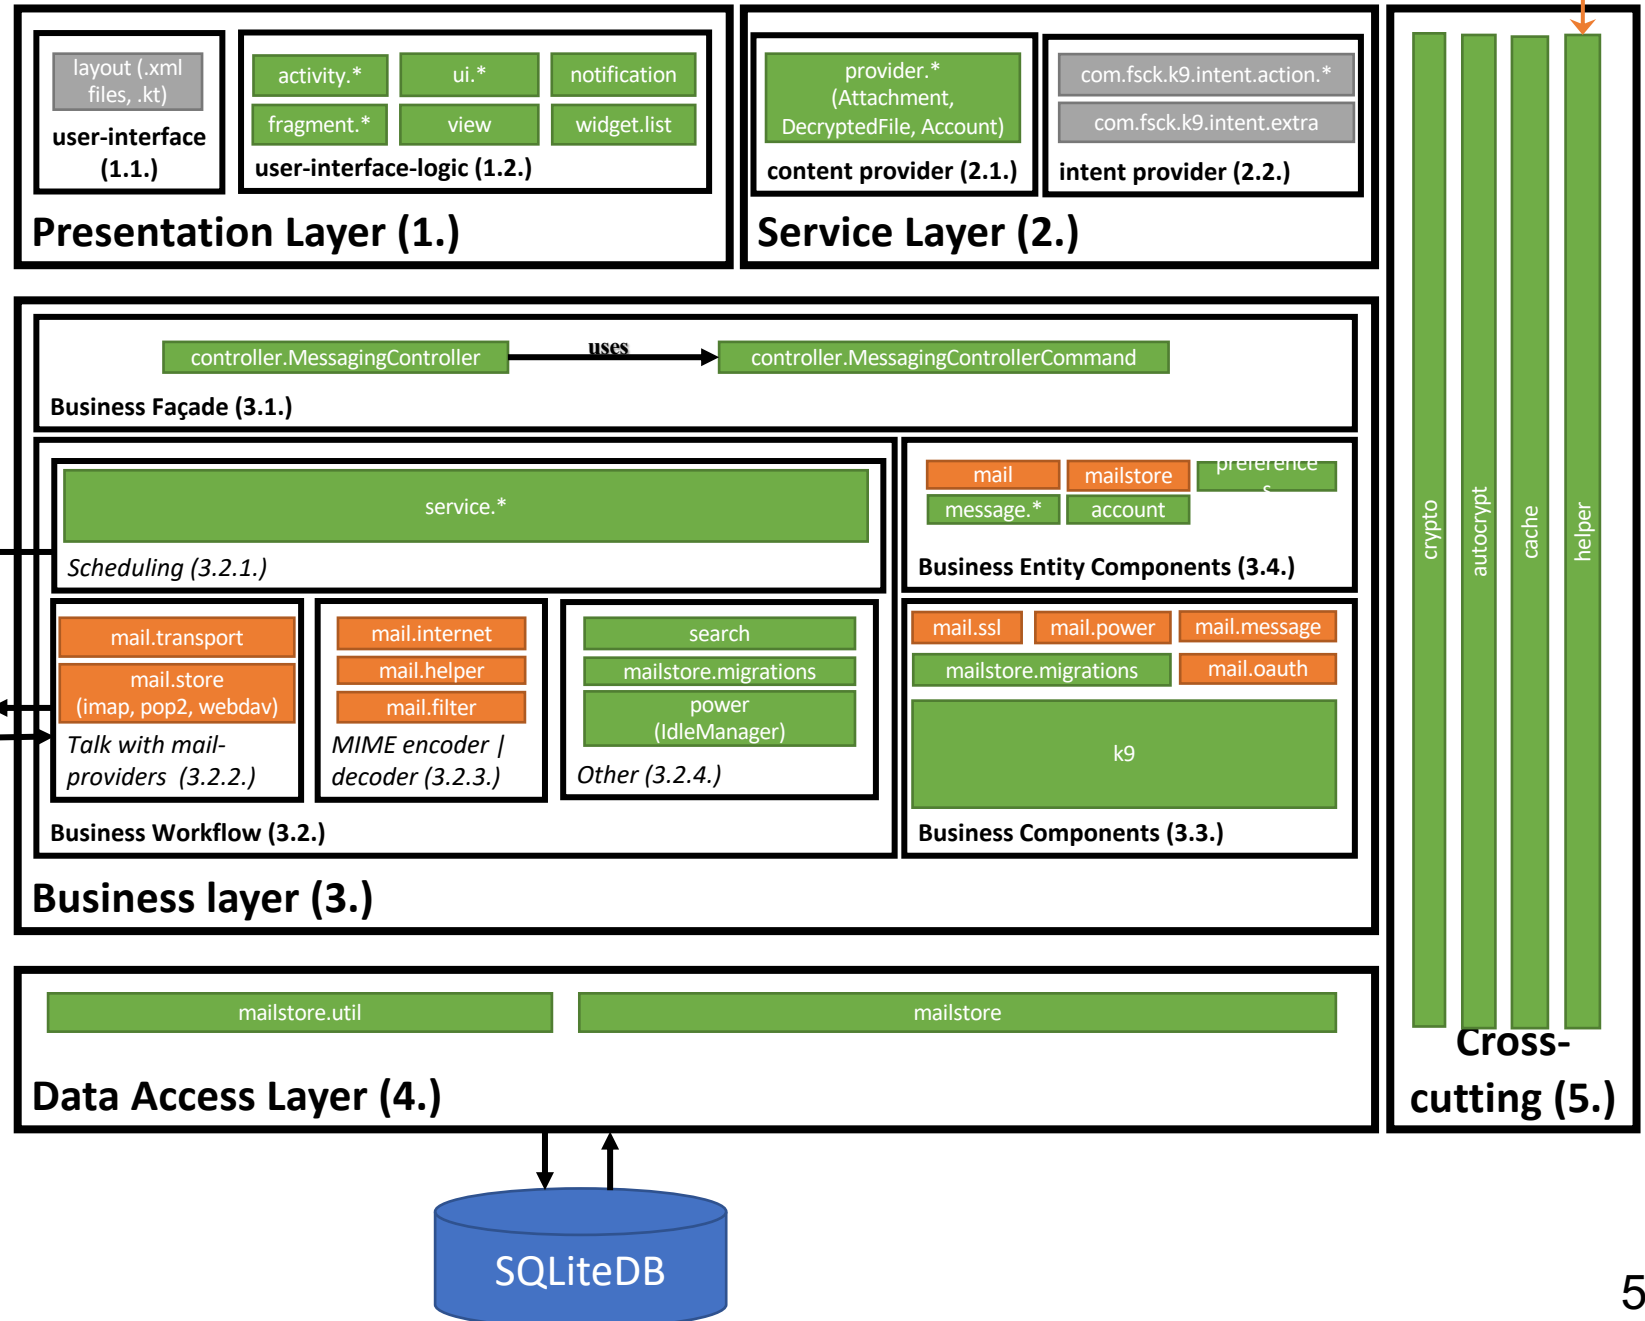 layout (.xml
files, .kt)
user-interface
(1.1.)
activity.*
ui.*
notification
fragment.*
view
widget.list
user-interface-logic (1.2.)
Presentation Layer (1.)
provider.*
(Attachment,
DecryptedFile, Account)
content provider (2.1.)
com.fsck.k9.intent.action.*
com.fsck.k9.intent.extra
intent provider (2.2.)
Service Layer (2.)
controller.MessagingController
uses
controller.MessagingControllerCommand
Business Façade (3.1.)
service.*
Scheduling (3.2.1.)
mail.transport
mail.store
(imap, pop2, webdav)
Talk with mail-
providers (3.2.2.)
mail.internet
mail.helper
mail.filter
MIME encoder |
decoder (3.2.3.)
search
mailstore.migrations
power
(IdleManager)
Other (3.2.4.)
Business Workflow (3.2.)
mail
mailstore
preference
s
message.*
account
Business Entity Components (3.4.)
mail.ssl
mail.power
mail.message
mailstore.migrations
mail.oauth
k9
Business Components (3.3.)
Business layer (3.)
mailstore.util
mailstore
Data Access Layer (4.)
crypto
autocrypt
cache
helper
Cross-
cutting (5.)
SQLiteDB
5